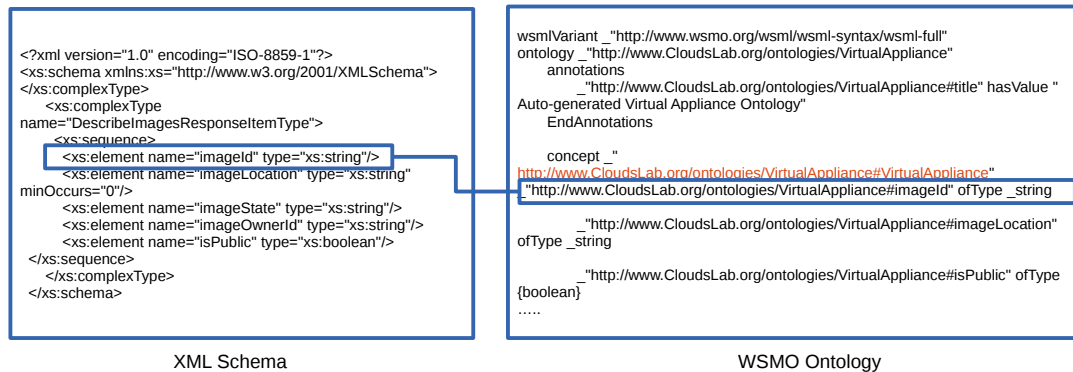 <?xml version="1.0" encoding="ISO-8859-1"?>
<xs:schema xmlns:xs="http://www.w3.org/2001/XMLSchema">
</xs:complexType>
<xs:complexType
name="DescribeImagesResponseItemType">
<xs:sequence>
<xs:element name="imageId" type="xs:string"/>
<xs:element name="imageLocation" type="xs:string"
minOccurs="0"/>
<xs:element name="imageState" type="xs:string"/>
<xs:element name="imageOwnerId" type="xs:string"/>
<xs:element name="isPublic" type="xs:boolean"/>
</xs:sequence>
</xs:complexType>
</xs:schema>
XML Schema
wsmlVariant _"http://www.wsmo.org/wsml/wsml-syntax/wsml-full"
ontology _"http://www.CloudsLab.org/ontologies/VirtualAppliance"
annotations
_"http://www.CloudsLab.org/ontologies/VirtualAppliance#title" hasValue "
Auto-generated Virtual Appliance Ontology"
EndAnnotations
concept _"
http://www.CloudsLab.org/ontologies/VirtualAppliance#VirtualAppliance"
_"http://www.CloudsLab.org/ontologies/VirtualAppliance#imageId" ofType _string
_"http://www.CloudsLab.org/ontologies/VirtualAppliance#imageLocation"
ofType _string
_"http://www.CloudsLab.org/ontologies/VirtualAppliance#isPublic" ofType
{boolean}
.....
WSMO Ontology